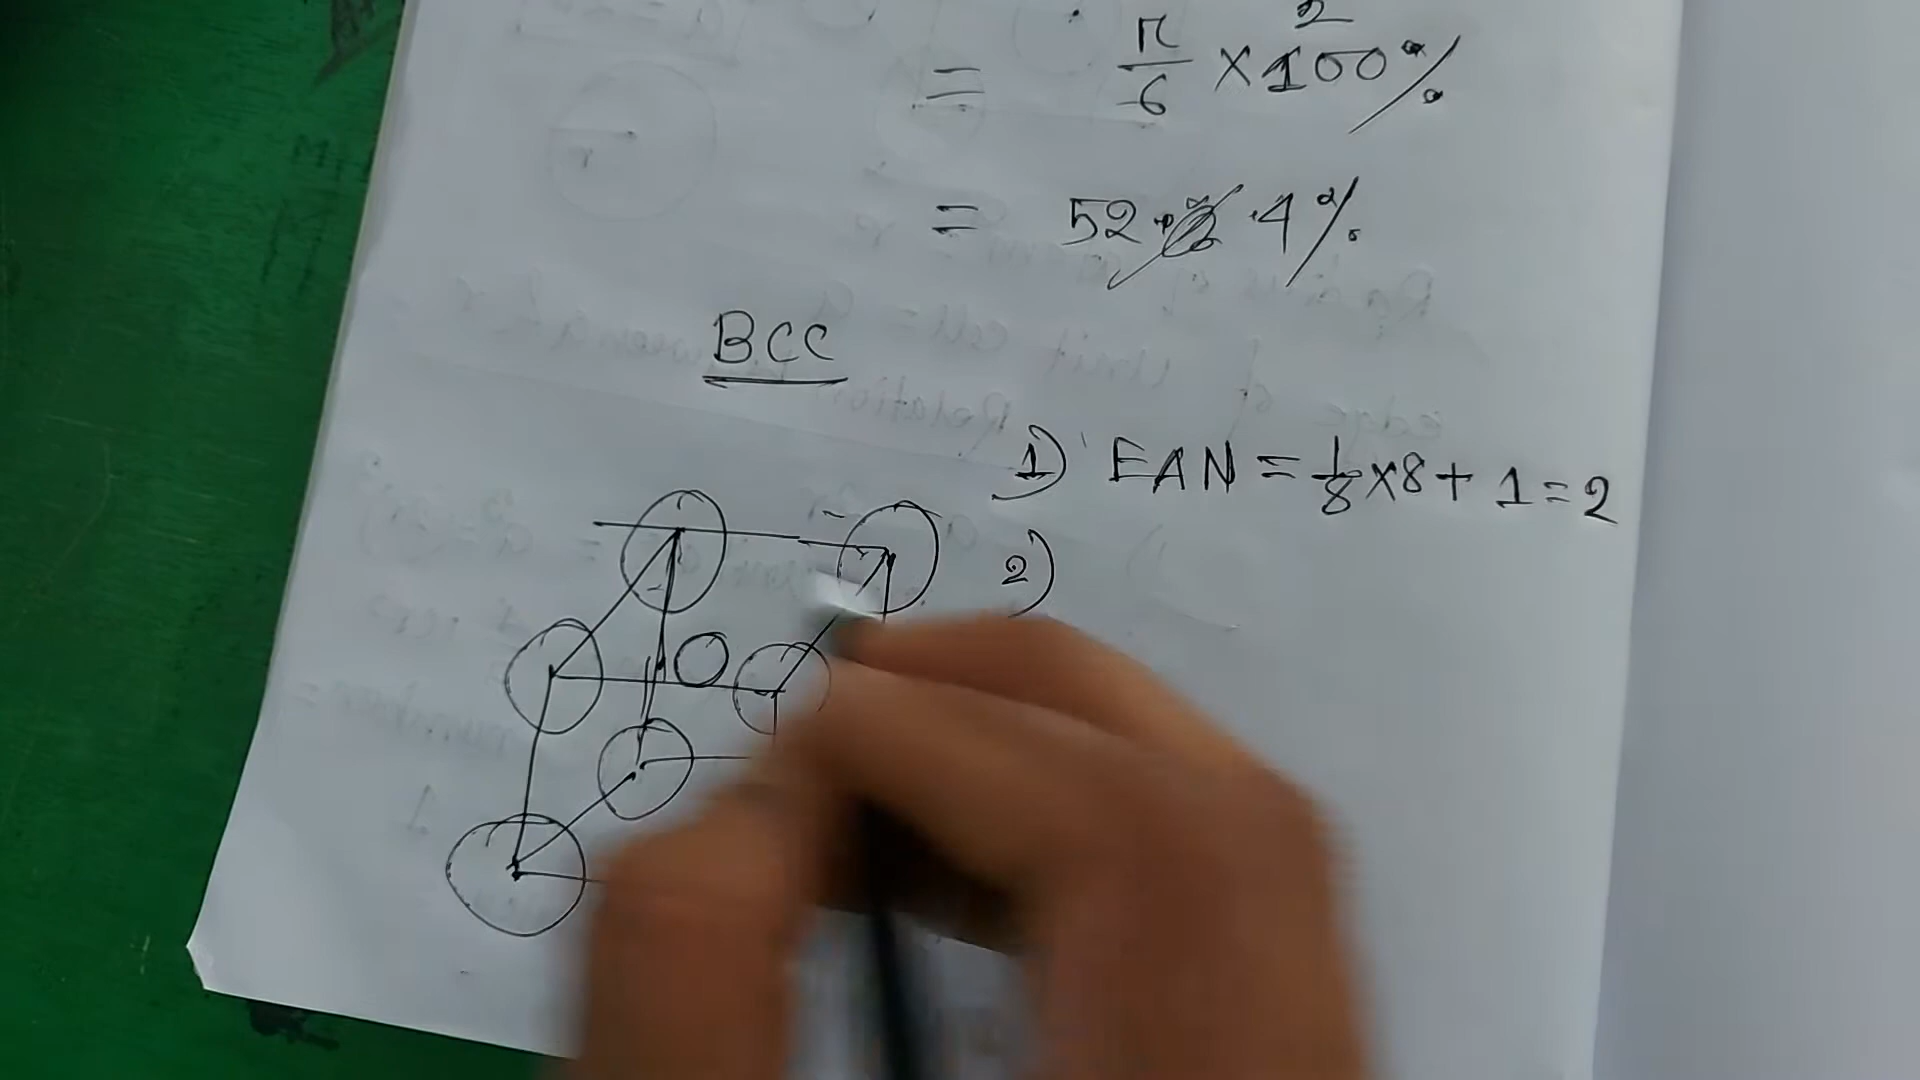 = π/6 × 100%
= 52.4%
BCC
1) EAN = 1/8 × 8 + 1 = 2
2)